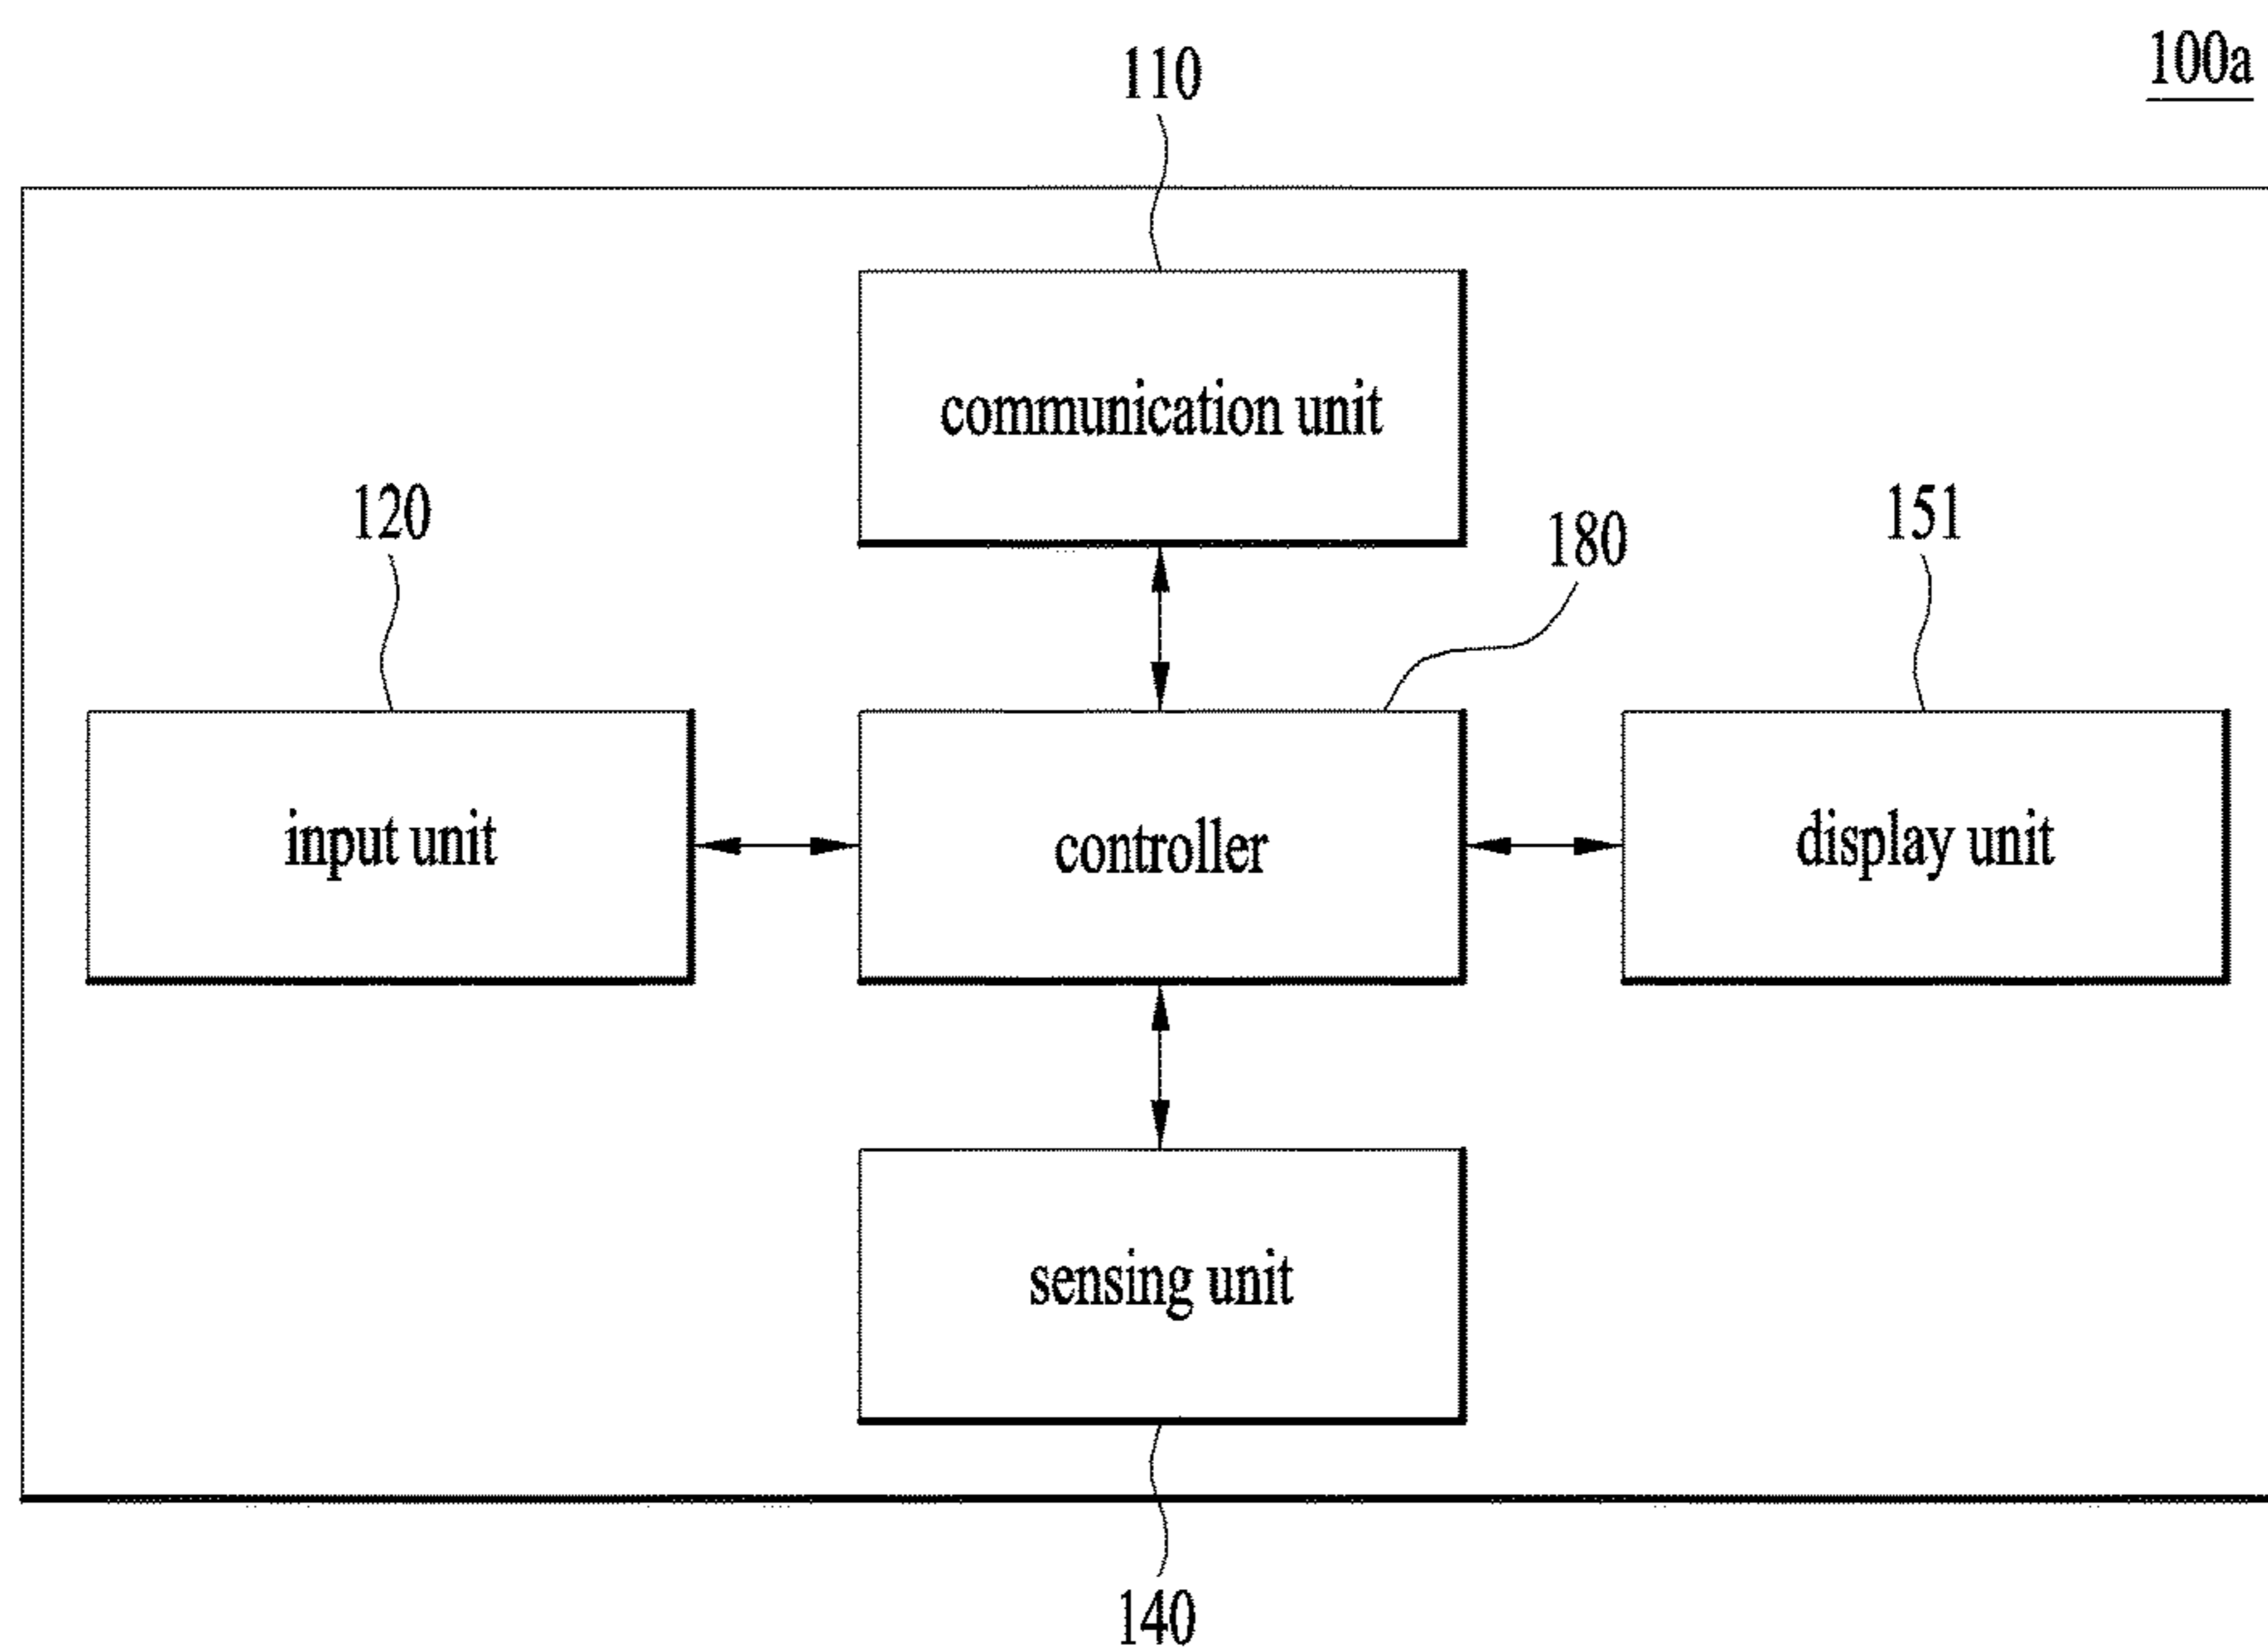 100a
110
communication unit
120
180
151
input unit
controller
display unit
sensing unit
140